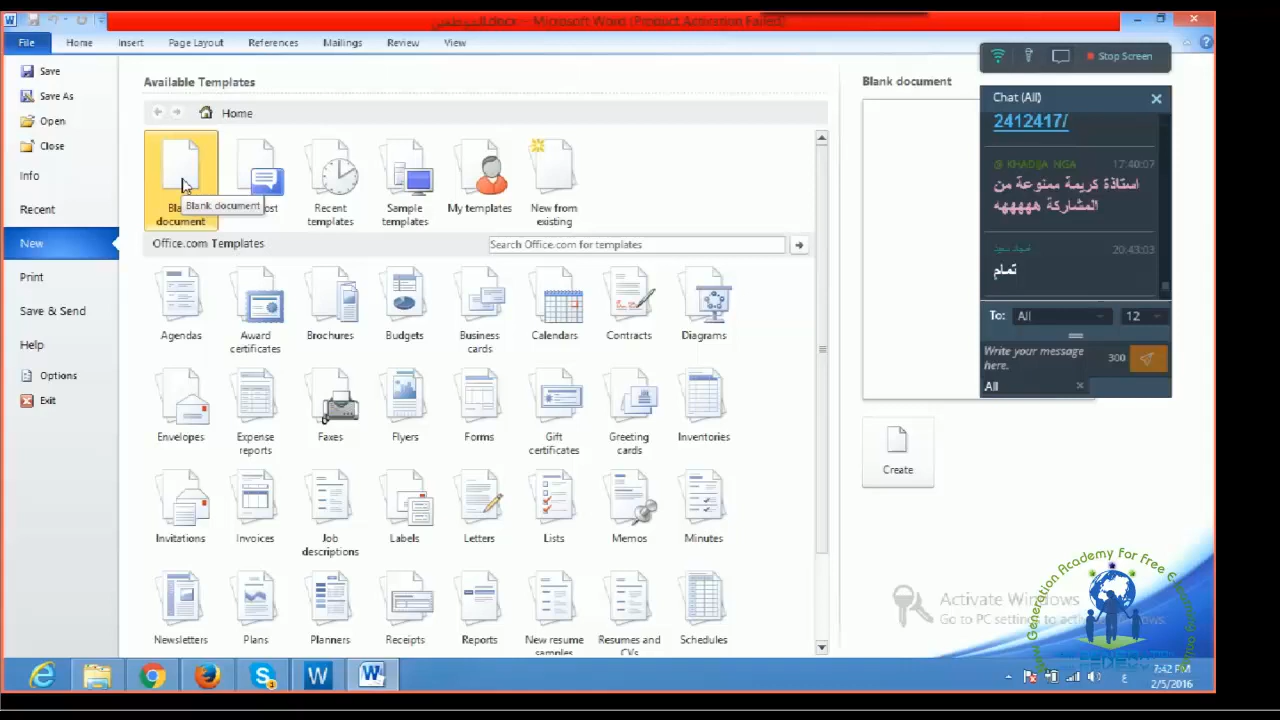 .docx - Microsoft Word (Product Activation Failed)
File Home Insert Page Layout References Mailings Review View
Save
Save As
Open
Close
Info
Recent
New
Print
Save & Send
Help
Options
Exit
Available Templates
Home
Blank document
Recent templates
Sample templates
My templates
New from existing
Blank document
Office.com Templates
Search Office.com for templates
Agendas
Award certificates
Brochures
Budgets
Business cards
Calendars
Contracts
Diagrams
Envelopes
Expense reports
Faxes
Flyers
Forms
Gift certificates
Greeting cards
Inventories
Invitations
Invoices
Job descriptions
Labels
Letters
Lists
Memos
Minutes
Newsletters
Plans
Planners
Receipts
Reports
New resume samples
Resumes and CVs
Schedules
Blank document
Create
Stop Screen
Chat (All)
2412417/
@ KHADIJA NGA 17:40:07
استاذة كريمة ممنوعة من
المشاركة هههههه
20:43:03
تمام
To: All 12
Write your message here. 300
All
Activate Windows
Go to PC settings to activate Windows.
Generation Academy For Free
7:42 PM
2/5/2016